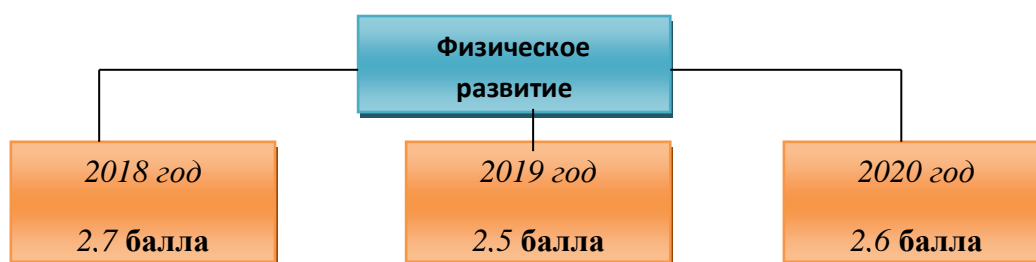 Физическое
развитие
2018 год
2,7 балла
2019 год
2,5 балла
2020 год
2,6 балла